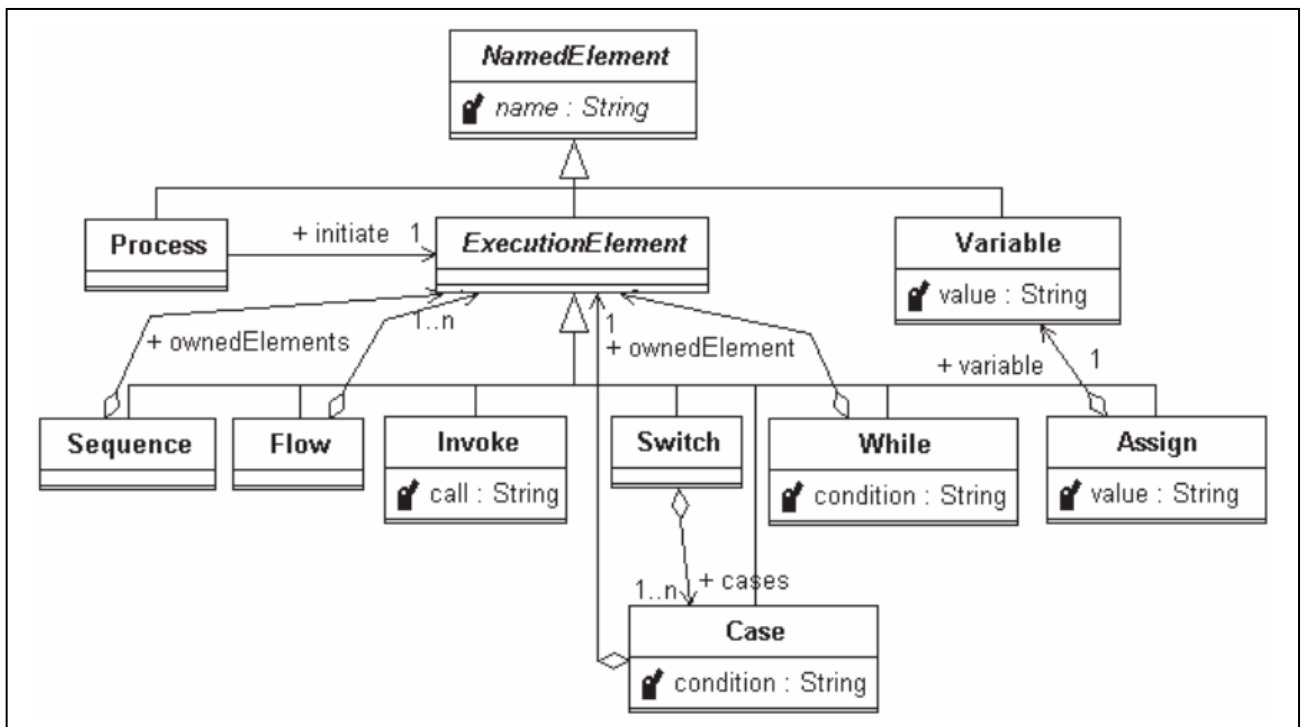 NamedElement
name : String
+ initiate 1
Process
ExecutionElement
Variable
value : String
1..n
1
+ ownedElements
+ ownedElement
+ variable 1
Sequence
Flow
Invoke
call : String
Switch
While
condition : String
Assign
value : String
1..n + cases
Case
condition : String